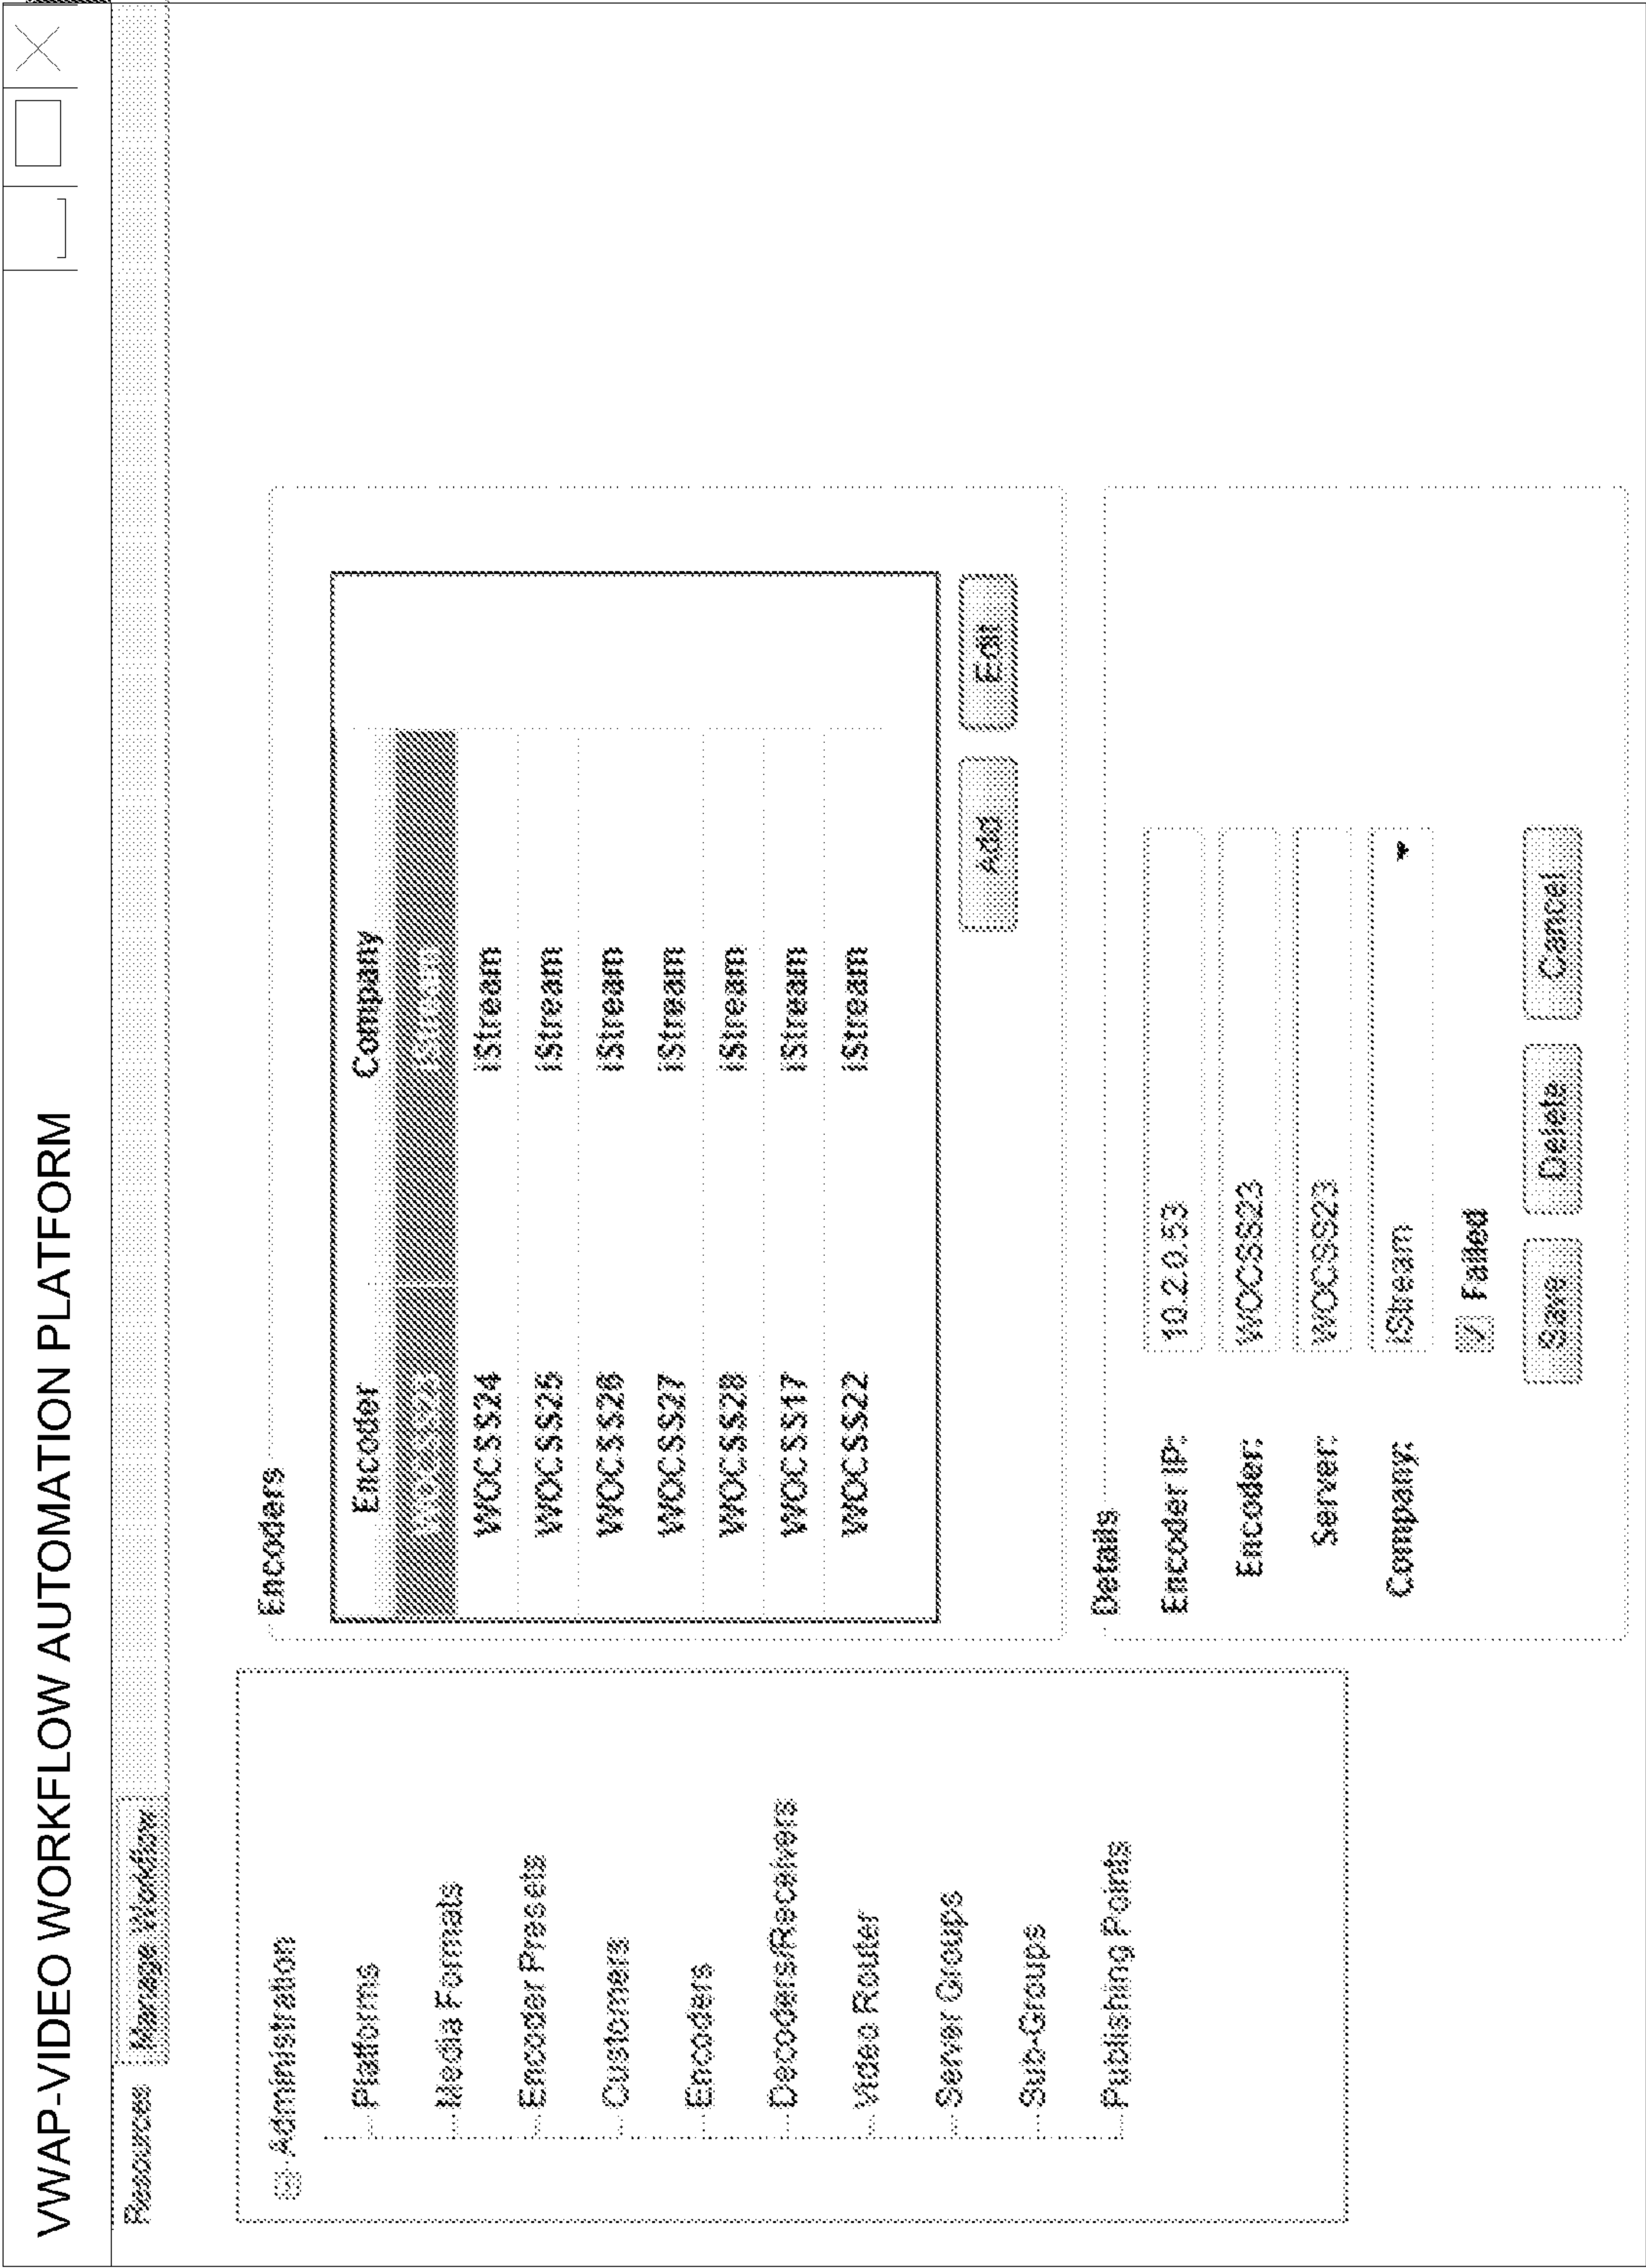 VWAP-VIDEO WORKFLOW AUTOMATION PLATFORM
Resources Manage Workflow
Administration
Platforms
Media Formats
Encoder Presets
Customers
Encoders
Decoders/Receivers
Video Router
Server Groups
Sub-Groups
Publishing Points
Encoders
Encoder Company
WOCSS23 iStream
WOCSS24 iStream
WOCSS25 iStream
WOCSS26 iStream
WOCSS27 iStream
WOCSS28 iStream
WOCSS17 iStream
WOCSS22 iStream
Add Edit
Details
Encoder IP: 10.2.0.53
Encoder: WOCSS23
Server: WOCSS23
Company: iStream
Failed
Save Delete Cancel